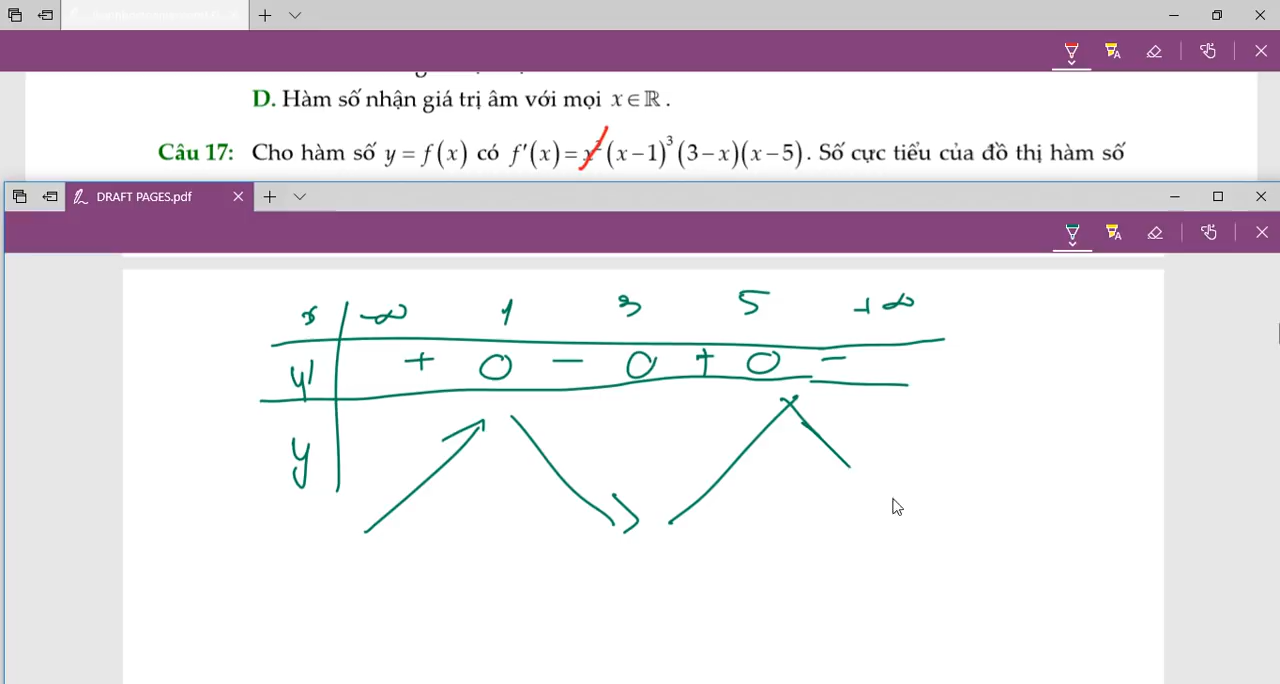 D. Hàm số nhận giá trị âm với mọi x ∈ ℝ.
Câu 17: Cho hàm số y = f(x) có f'(x) = x²(x−1)³(3−x)(x−5). Số cực tiểu của đồ thị hàm số
DRAFT PAGES.pdf
x −∞ 1 3 5 +∞
y' + 0 − 0 + 0 −
y